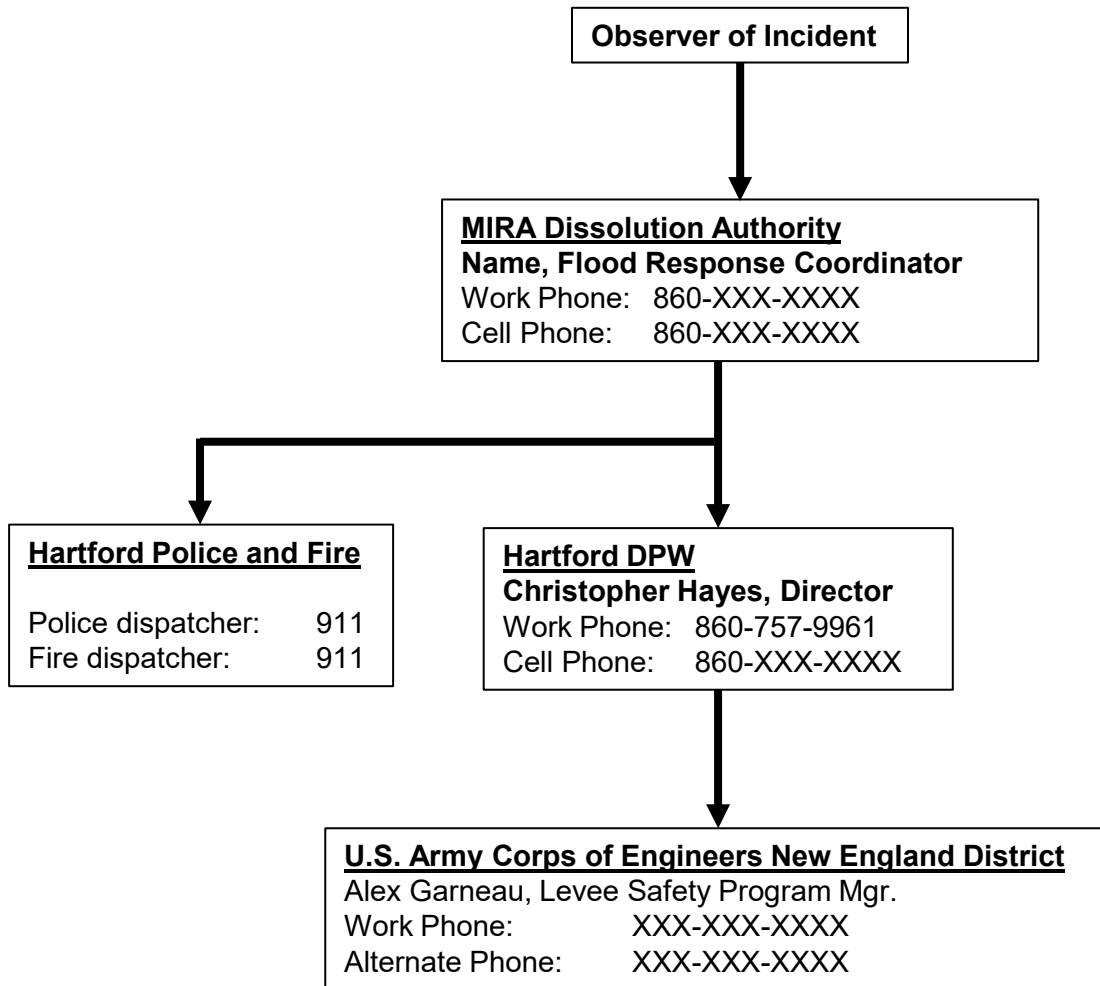 Observer of Incident
MIRA Dissolution Authority
Name, Flood Response Coordinator
Work Phone: 860-XXX-XXXX
Cell Phone: 860-XXX-XXXX
Hartford Police and Fire
Police dispatcher: 911
Fire dispatcher: 911
Hartford DPW
Christopher Hayes, Director
Work Phone: 860-757-9961
Cell Phone: 860-XXX-XXXX
U.S. Army Corps of Engineers New England District
Alex Garneau, Levee Safety Program Mgr.
Work Phone: XXX-XXX-XXXX
Alternate Phone: XXX-XXX-XXXX